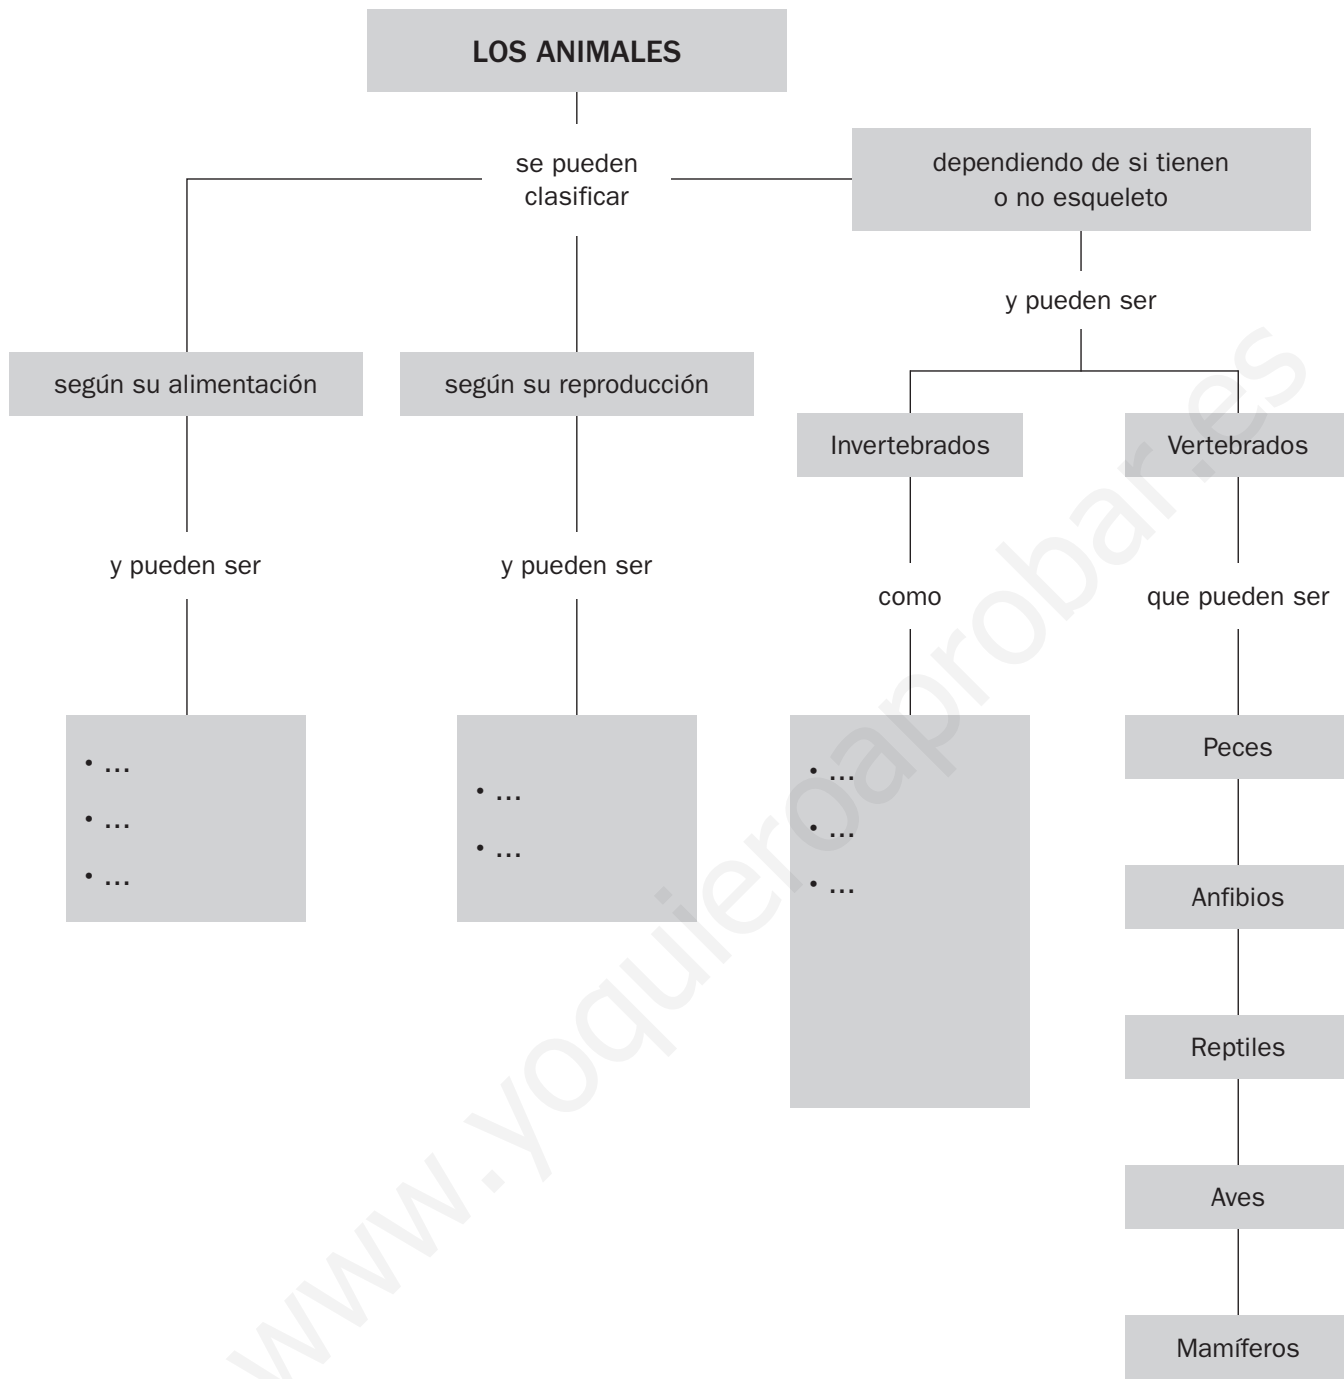 LOS ANIMALES
se pueden
clasificar
dependiendo de si tienen
o no esqueleto
y pueden ser
según su alimentación
según su reproducción
Invertebrados
Vertebrados
y pueden ser
y pueden ser
como
que pueden ser
• ...
• ...
• ...
• ...
• ...
• ...
• ...
• ...
Peces
Anfibios
Reptiles
Aves
Mamíferos
www.yoquieroaprobar.es